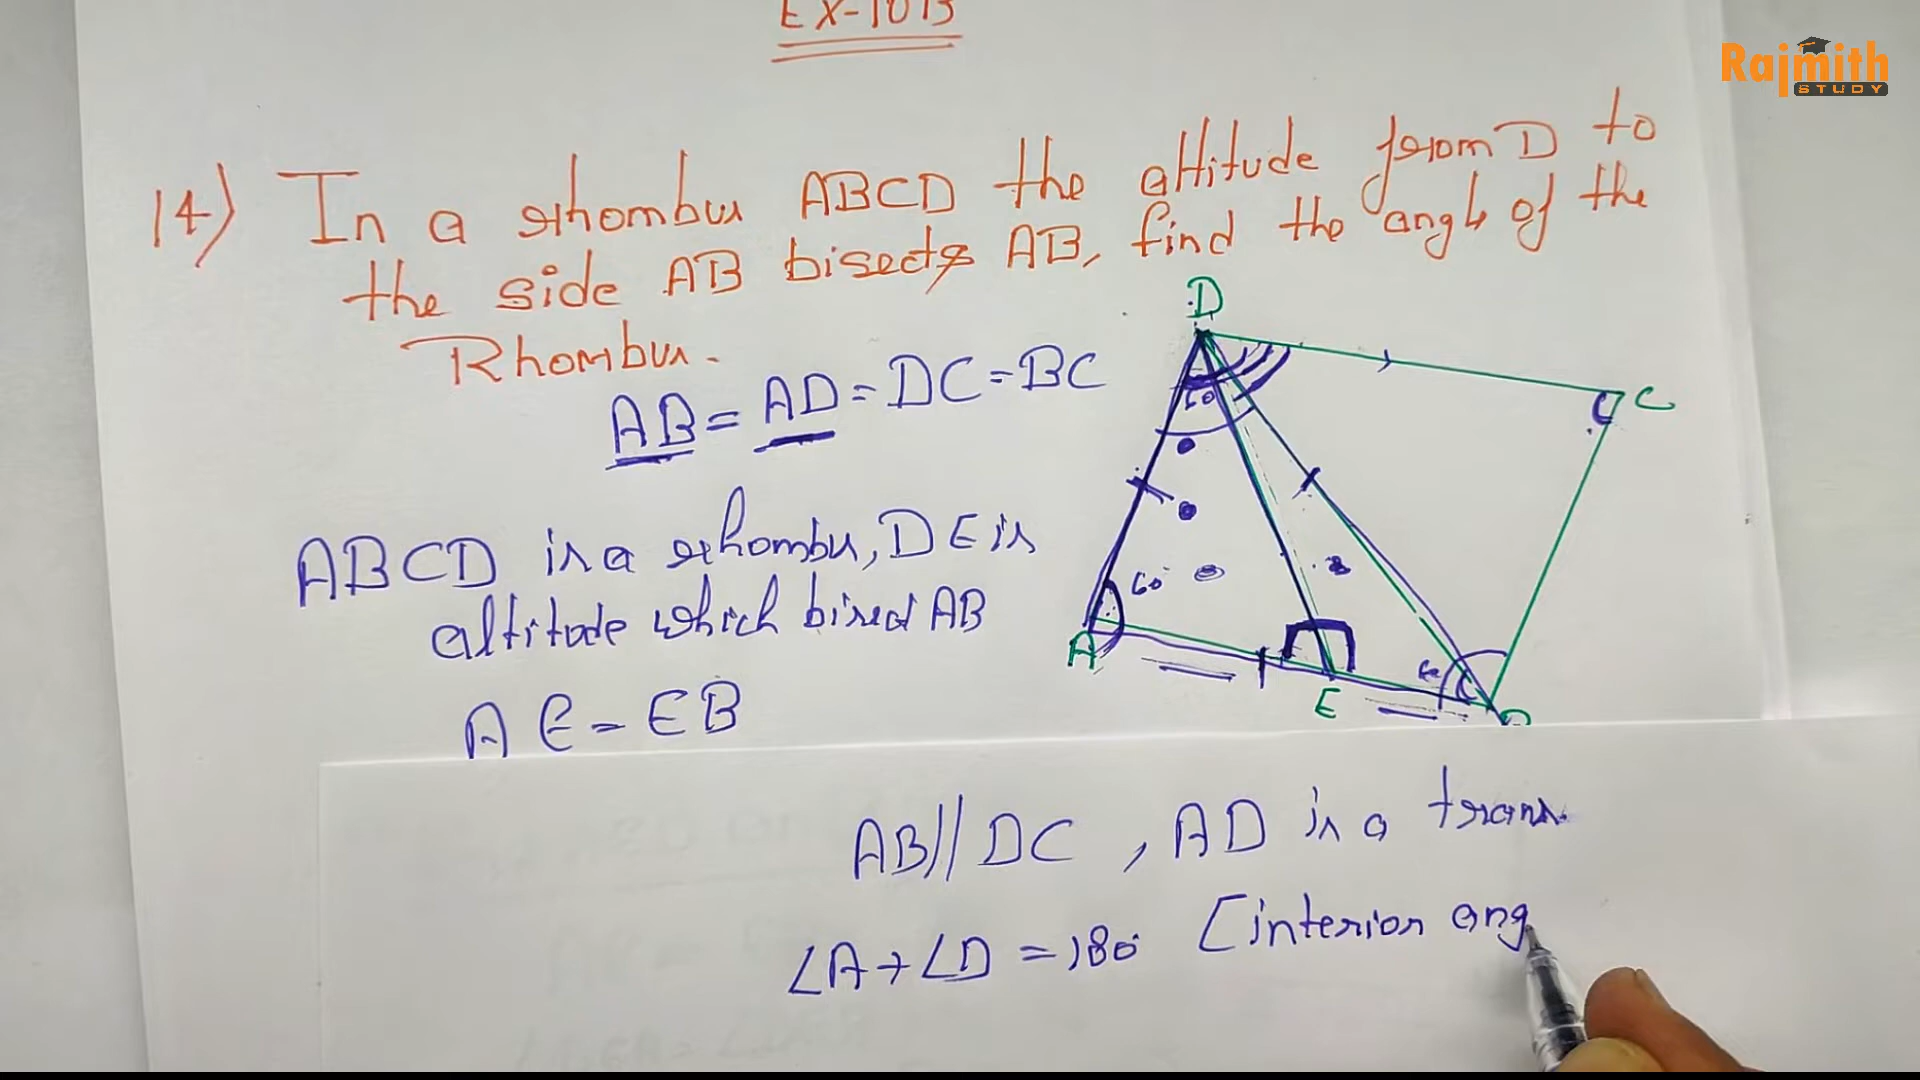 EX-10B
Rajmith
STUDY
14) In a rhombus ABCD the altitude from D to
the side AB bisects AB, find the angle of the
Rhombus.
AB = AD = DC = BC
D
C
60
ABCD is a rhombus, DE is
altitude which bisect AB
60°
A
E
60
AE = EB
AB // DC, AD is a trans.
∠A + ∠D = 180° [interior ang